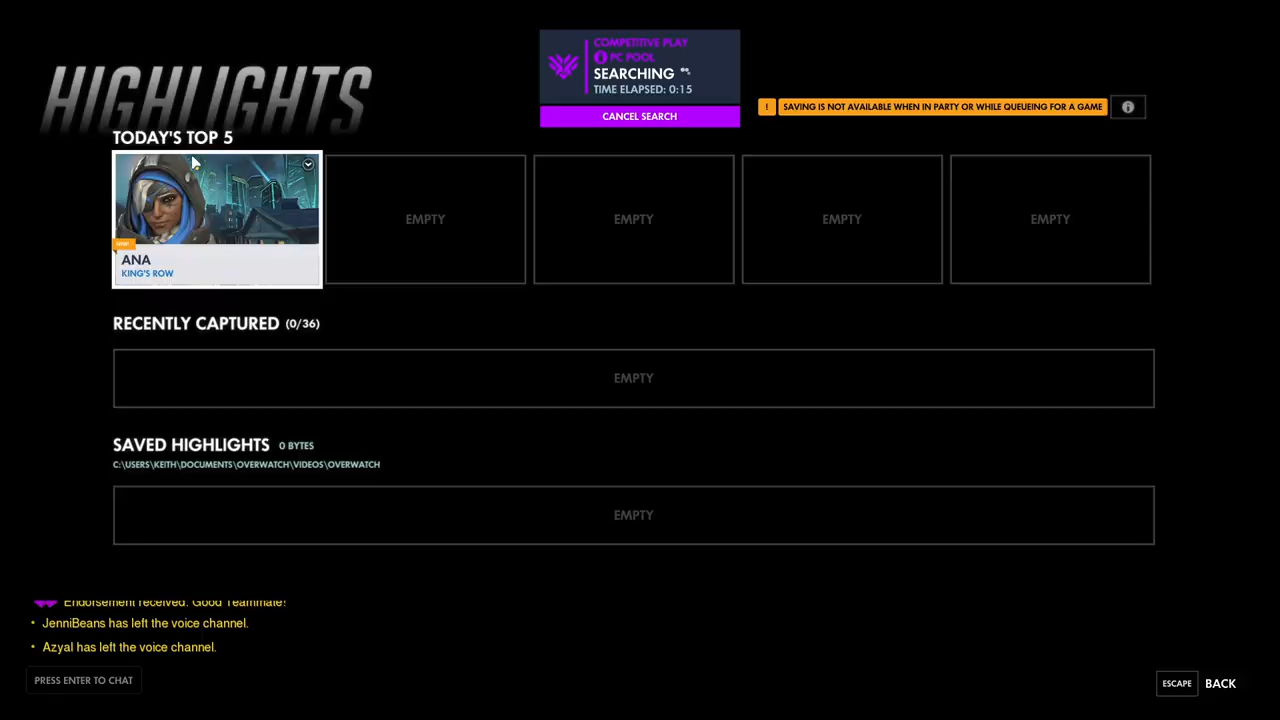 HIGHLIGHTS
COMPETITIVE PLAY
PC POOL
SEARCHING
TIME ELAPSED: 0:15
CANCEL SEARCH
! SAVING IS NOT AVAILABLE WHEN IN PARTY OR WHILE QUEUEING FOR A GAME
TODAY'S TOP 5
NEW!
ANA
KING'S ROW
EMPTY
EMPTY
EMPTY
EMPTY
RECENTLY CAPTURED (0/36)
EMPTY
SAVED HIGHLIGHTS 0 BYTES
C:\USERS\KEITH\DOCUMENTS\OVERWATCH\VIDEOS\OVERWATCH
EMPTY
Endorsement received: Good Teammate!
• JenniBeans has left the voice channel.
• Azyal has left the voice channel.
PRESS ENTER TO CHAT
ESCAPE BACK